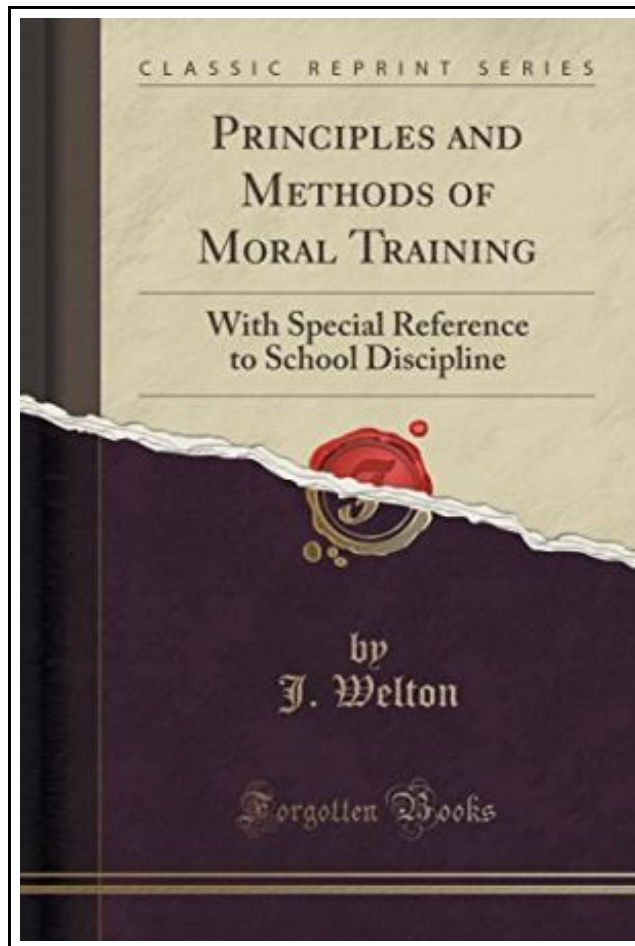 CLASSIC REPRINT SERIES
PRINCIPLES AND
METHODS OF
MORAL TRAINING
With Special Reference
to School Discipline
by
J. Welton
Forgotten Books